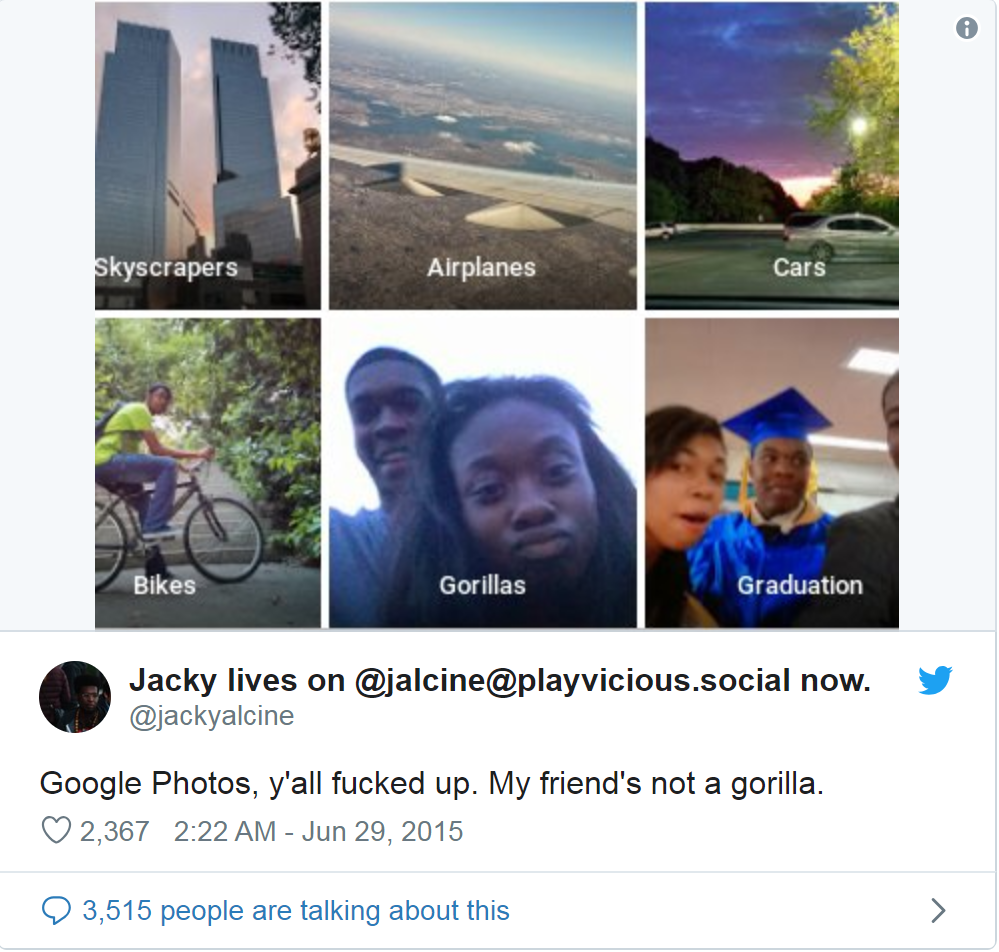 Skyscrapers
Airplanes
Cars
Bikes
Gorillas
Graduation
Jacky lives on @jalcine@playvicious.social now.
@jackyalcine
Google Photos, y'all fucked up. My friend's not a gorilla.
2,367 2:22 AM - Jun 29, 2015
3,515 people are talking about this